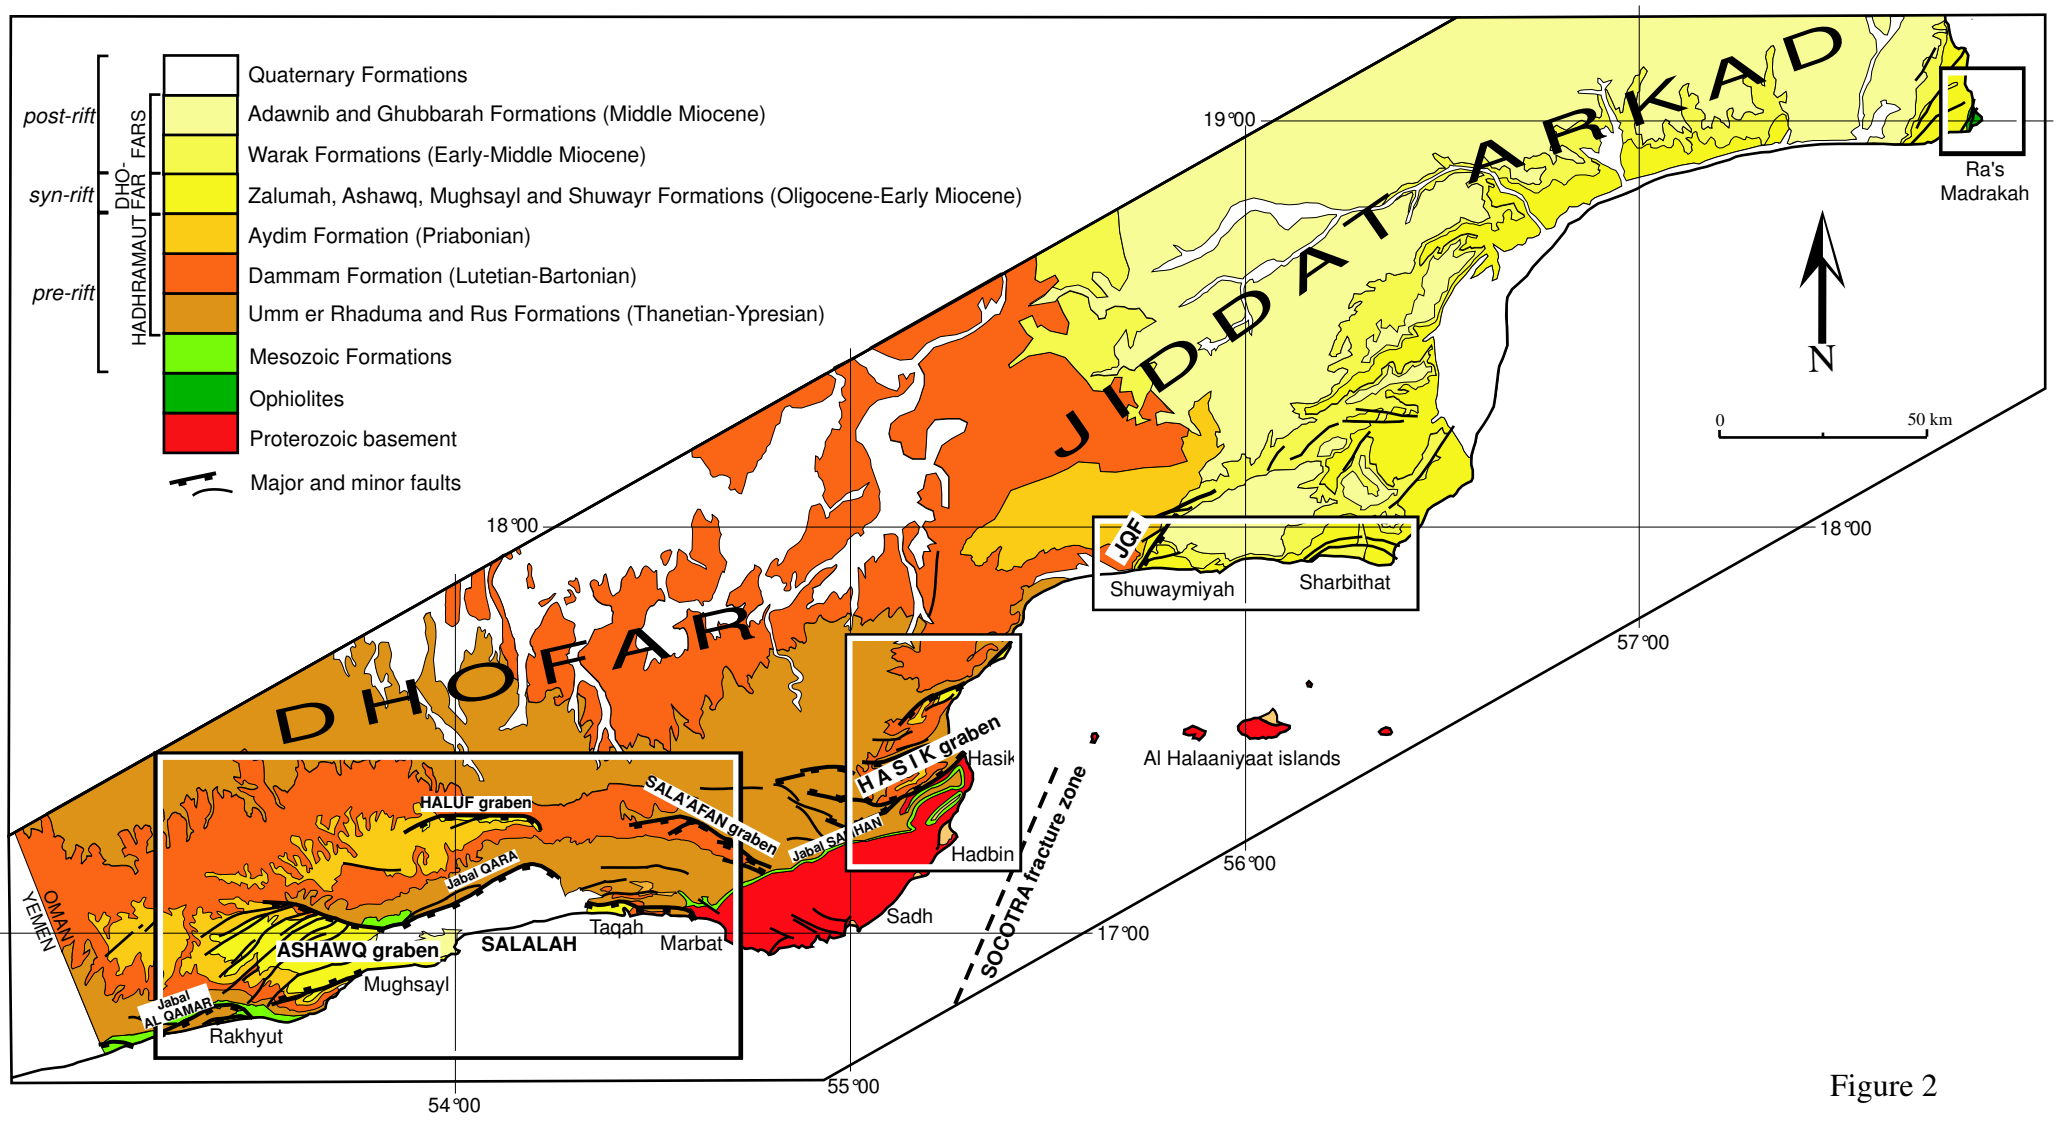 Quaternary Formations
Adawnib and Ghubbarah Formations (Middle Miocene)
Warak Formations (Early-Middle Miocene)
Zalumah, Ashawq, Mughsayl and Shuwayr Formations (Oligocene-Early Miocene)
Aydim Formation (Priabonian)
Dammam Formation (Lutetian-Bartonian)
Umm er Rhaduma and Rus Formations (Thanetian-Ypresian)
Mesozoic Formations
Ophiolites
Proterozoic basement
Major and minor faults
post-rift
syn-rift
pre-rift
FARS
DHO-
FAR
HADHRAMAUT
JIDDAT ARKAD
DHOFAR
19°00
Ra's
Madrakah
N
0 50 km
18°00
18°00
JQF
Shuwaymiyah
Sharbithat
57°00
Al Halaaniyaat islands
HASIK graben
Hasik
SALA'AFAN graben
HALUF graben
Jabal SAMHAN
Hadbin
Jabal QARA
56°00
SOCOTRA fracture zone
OMAN
YEMEN
Sadh
Taqah
Marbat
17°00
ASHAWQ graben
SALALAH
Mughsayl
Jabal
AL QAMAR
Rakhyut
55°00
54°00
Figure 2